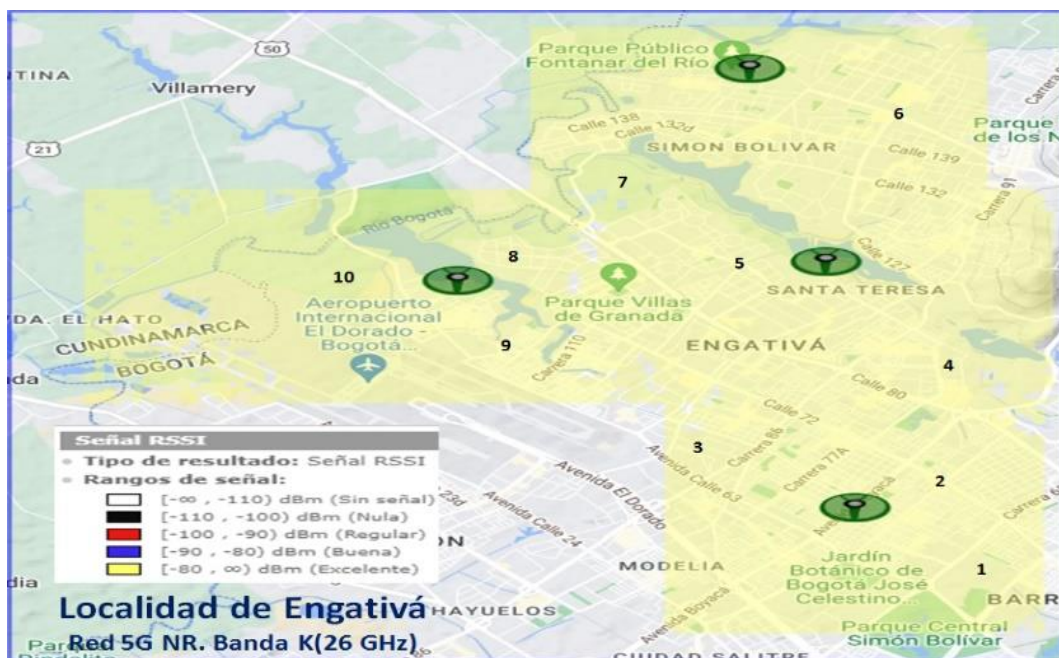 Parque Público
Fontanar del Río
50
TINA
Villamery
6
Parque
de los N
Calle 138
Calle 132d
21
SIMON BOLIVAR
Calle 139
7
Calle 132
Carrera 91
Río Bogotá
8
5
Calle 127
10
SANTA TERESA
Aeropuerto
Internacional
El Dorado -
Bogotá...
Parque Villas
de Granada
DA. EL HATO
CUNDINAMARCA
BOGOTÁ
9
Carrera 110
ENGATIVÁ
4
Calle 80
Calle 72
3
Carrera 86
Avenida Calle 63
Carrera 77A
2
Avenida El Dorado
Avenida Calle 24
23d
Carrera
Señal RSSI
Tipo de resultado: Señal RSSI
Rangos de señal:
[-∞ , -110) dBm (Sin señal)
[-110 , -100) dBm (Nula)
[-100 , -90) dBm (Regular)
[-90 , -80) dBm (Buena)
[-80 , ∞) dBm (Excelente)
ON
MODELIA
Jardín
Botánico de
Bogotá José
Celestino...
1
BARR
Localidad de Engativá
HAYUELOS
Avenida Boyacá
Parque Central
Simón Bolívar
Red 5G NR. Banda K(26 GHz)
CIUDAD SALITRE